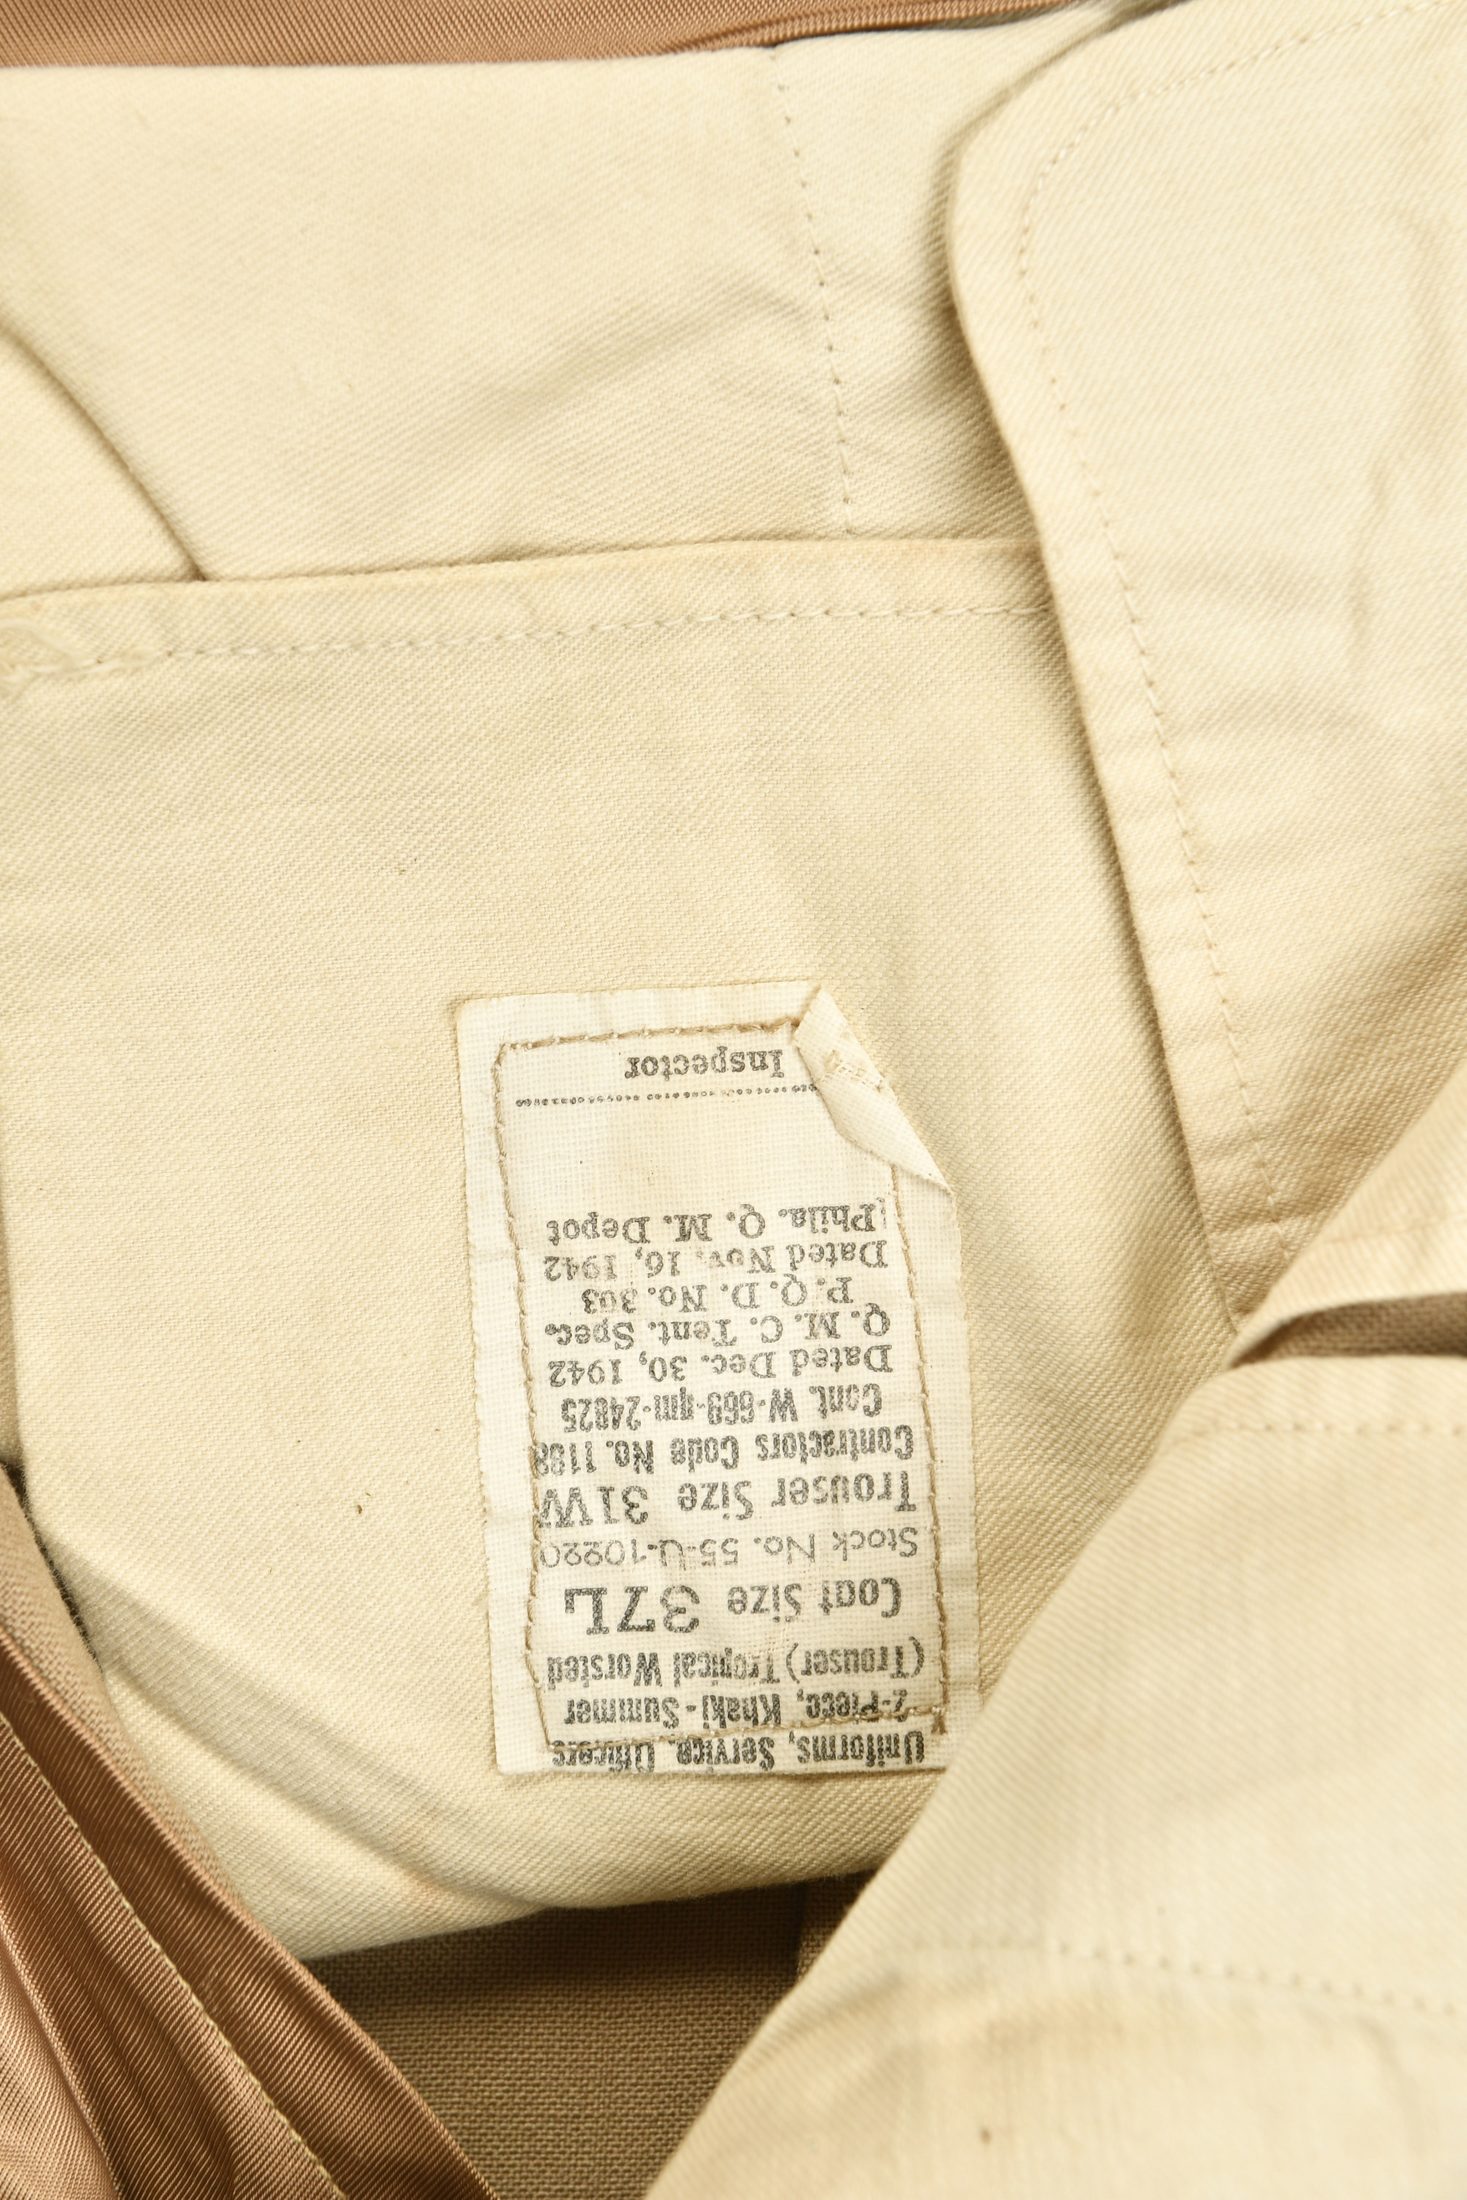 Uniforms, Service, Officers
2-Piece, Khaki-Summer
(Trouser) Tropical Worsted
Coat Size 37L
Stock No. 55-U-10220
Trouser Size 31W
Contractors Code No. 1188
Cont. W-669-qm-24825
Dated Dec. 30, 1942
Q. M. C. Tent. Spec.
P. Q. D. No. 303
Dated Nov. 16, 1942
Phila. Q. M. Depot
Inspector